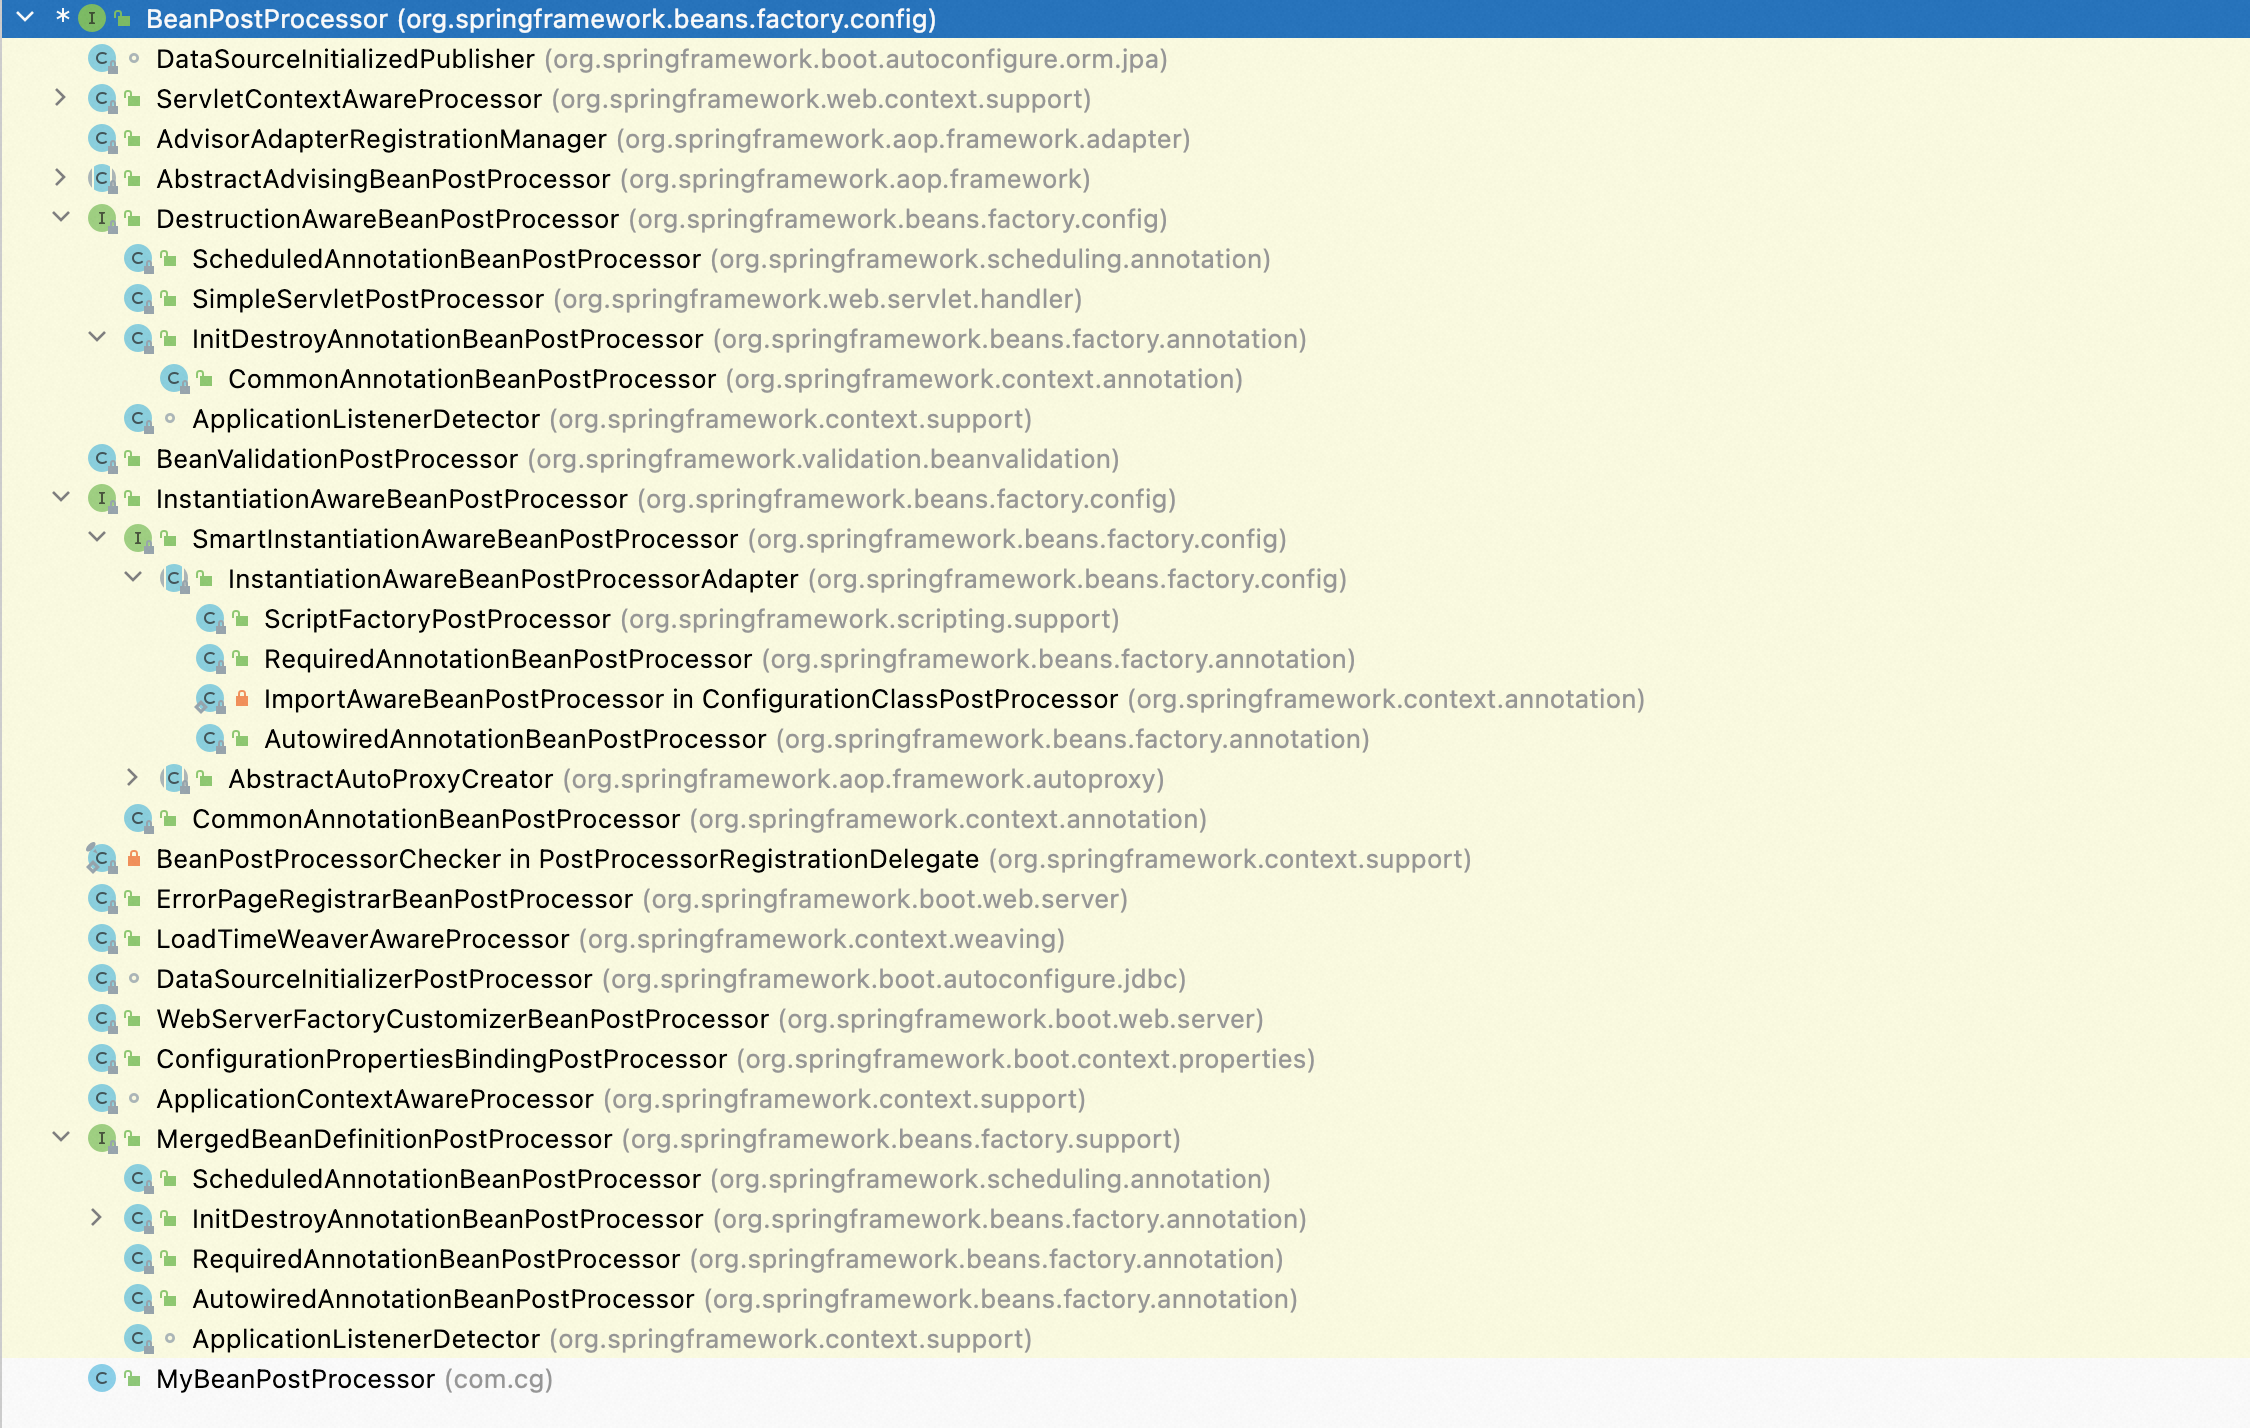 * BeanPostProcessor (org.springframework.beans.factory.config)
DataSourceInitializedPublisher (org.springframework.boot.autoconfigure.orm.jpa)
ServletContextAwareProcessor (org.springframework.web.context.support)
AdvisorAdapterRegistrationManager (org.springframework.aop.framework.adapter)
AbstractAdvisingBeanPostProcessor (org.springframework.aop.framework)
DestructionAwareBeanPostProcessor (org.springframework.beans.factory.config)
ScheduledAnnotationBeanPostProcessor (org.springframework.scheduling.annotation)
SimpleServletPostProcessor (org.springframework.web.servlet.handler)
InitDestroyAnnotationBeanPostProcessor (org.springframework.beans.factory.annotation)
CommonAnnotationBeanPostProcessor (org.springframework.context.annotation)
ApplicationListenerDetector (org.springframework.context.support)
BeanValidationPostProcessor (org.springframework.validation.beanvalidation)
InstantiationAwareBeanPostProcessor (org.springframework.beans.factory.config)
SmartInstantiationAwareBeanPostProcessor (org.springframework.beans.factory.config)
InstantiationAwareBeanPostProcessorAdapter (org.springframework.beans.factory.config)
ScriptFactoryPostProcessor (org.springframework.scripting.support)
RequiredAnnotationBeanPostProcessor (org.springframework.beans.factory.annotation)
ImportAwareBeanPostProcessor in ConfigurationClassPostProcessor (org.springframework.context.annotation)
AutowiredAnnotationBeanPostProcessor (org.springframework.beans.factory.annotation)
AbstractAutoProxyCreator (org.springframework.aop.framework.autoproxy)
CommonAnnotationBeanPostProcessor (org.springframework.context.annotation)
BeanPostProcessorChecker in PostProcessorRegistrationDelegate (org.springframework.context.support)
ErrorPageRegistrarBeanPostProcessor (org.springframework.boot.web.server)
LoadTimeWeaverAwareProcessor (org.springframework.context.weaving)
DataSourceInitializerPostProcessor (org.springframework.boot.autoconfigure.jdbc)
WebServerFactoryCustomizerBeanPostProcessor (org.springframework.boot.web.server)
ConfigurationPropertiesBindingPostProcessor (org.springframework.boot.context.properties)
ApplicationContextAwareProcessor (org.springframework.context.support)
MergedBeanDefinitionPostProcessor (org.springframework.beans.factory.support)
ScheduledAnnotationBeanPostProcessor (org.springframework.scheduling.annotation)
InitDestroyAnnotationBeanPostProcessor (org.springframework.beans.factory.annotation)
RequiredAnnotationBeanPostProcessor (org.springframework.beans.factory.annotation)
AutowiredAnnotationBeanPostProcessor (org.springframework.beans.factory.annotation)
ApplicationListenerDetector (org.springframework.context.support)
MyBeanPostProcessor (com.cg)